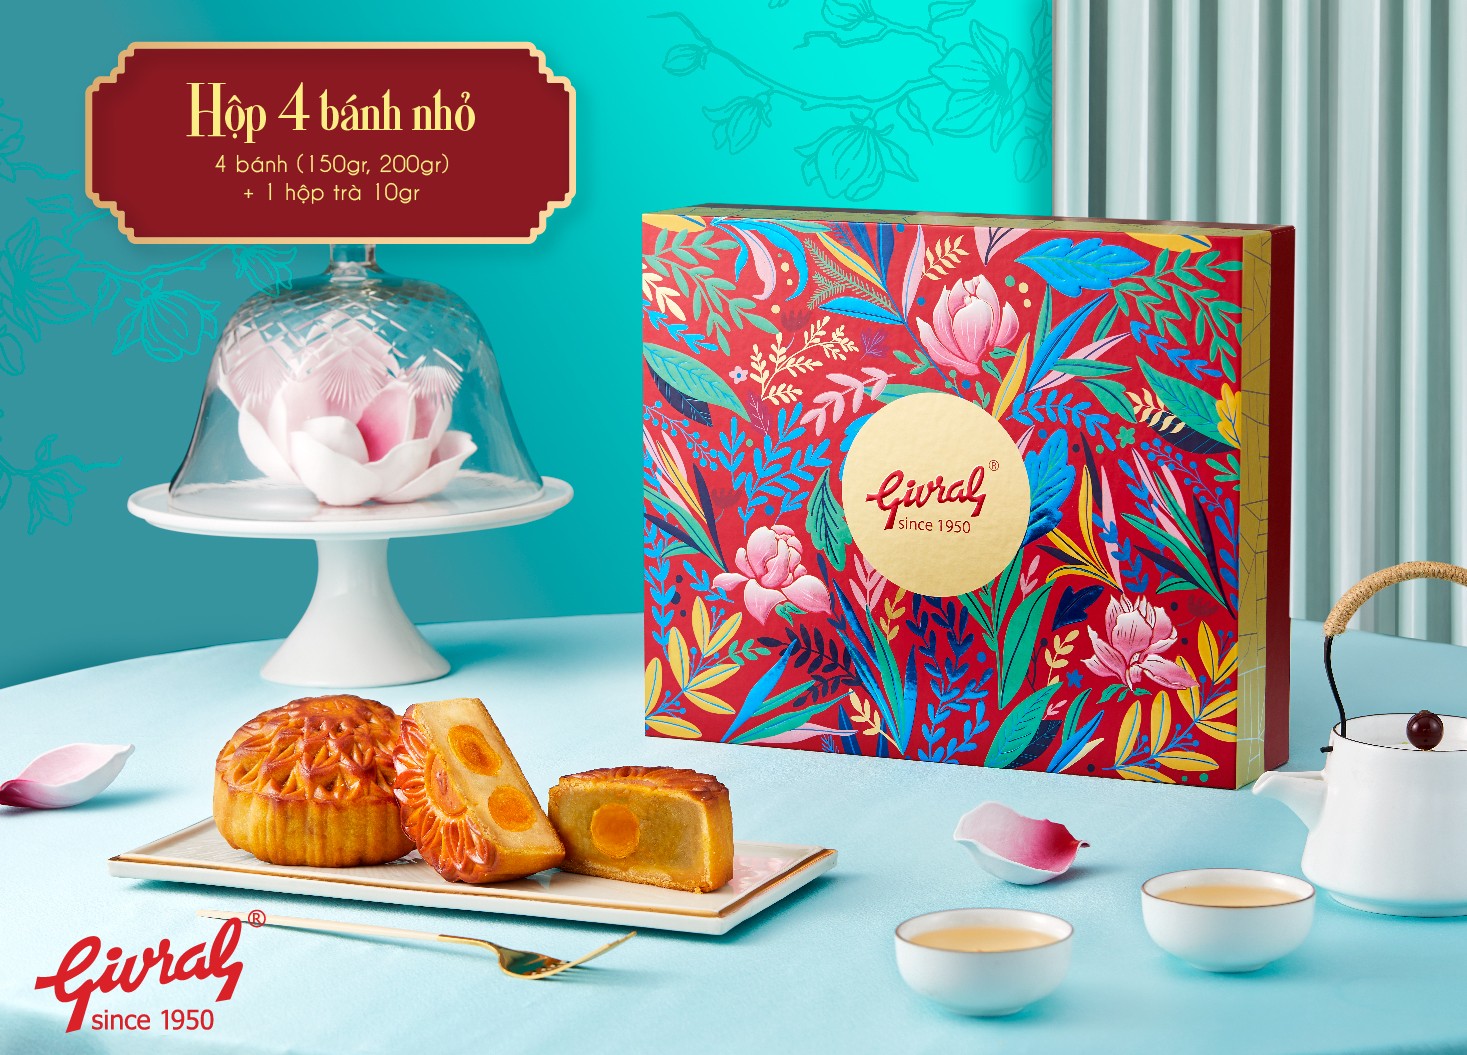 Hộp 4 bánh nhỏ
4 bánh (150gr, 200gr)
+ 1 hộp trà 10gr
Givral®
since 1950
Givral®
since 1950